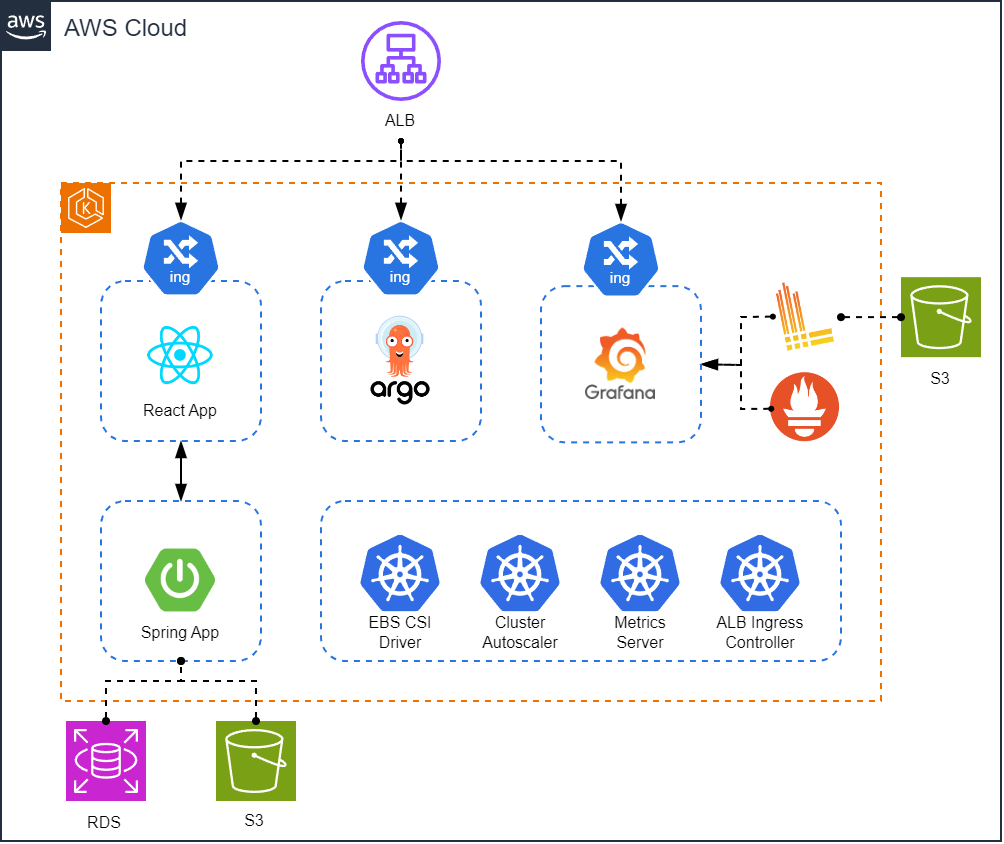 aws
AWS Cloud
ALB
K
ing
ing
ing
React App
argo
Grafana
S3
Spring App
EBS CSI
Driver
Cluster
Autoscaler
Metrics
Server
ALB Ingress
Controller
RDS
S3